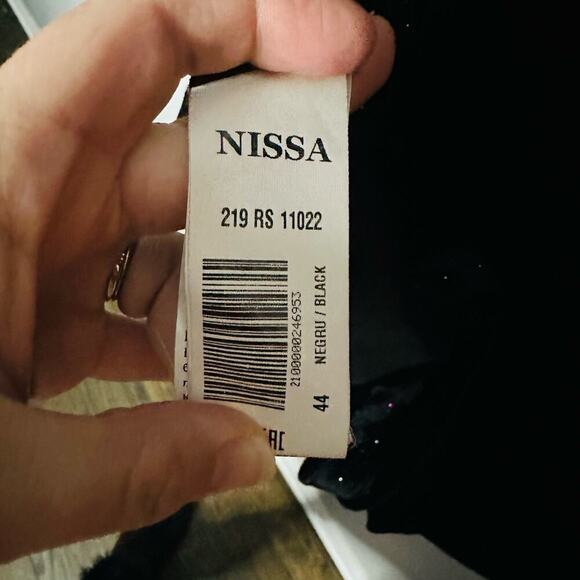 NISSA
219 RS 11022
2100000246953
NEGRU / BLACK
44